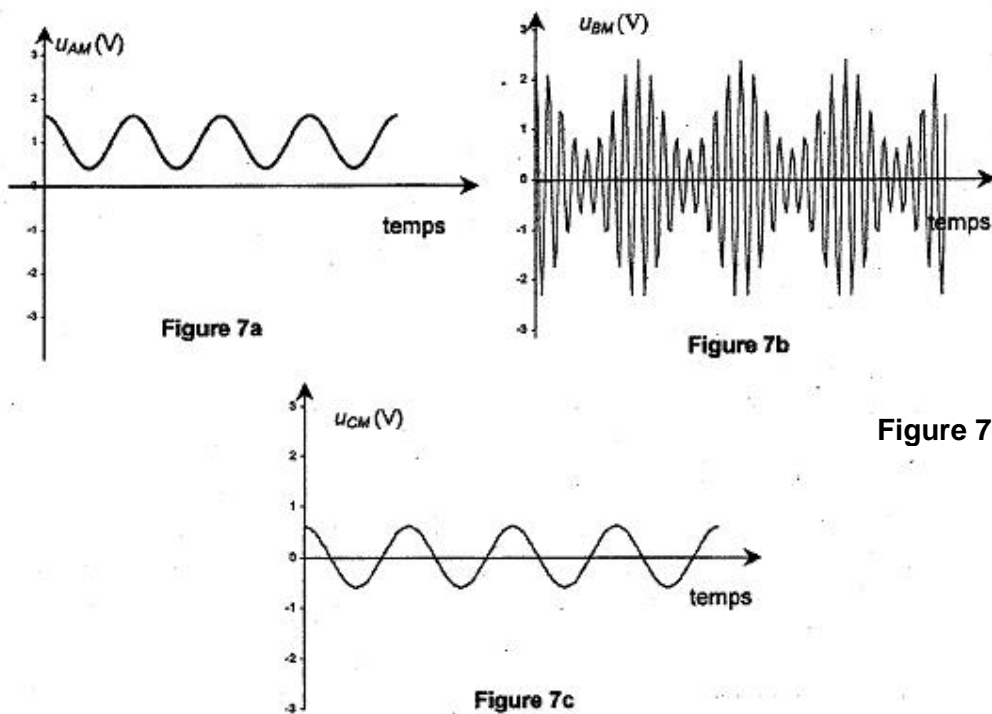 u_AM (V)
3
2
1
0
-1
-2
-3
temps
Figure 7a
u_BM (V)
3
2
1
0
-1
-2
-3
temps
Figure 7b
u_CM (V)
3
2
1
0
-1
-2
-3
temps
Figure 7c
Figure 7